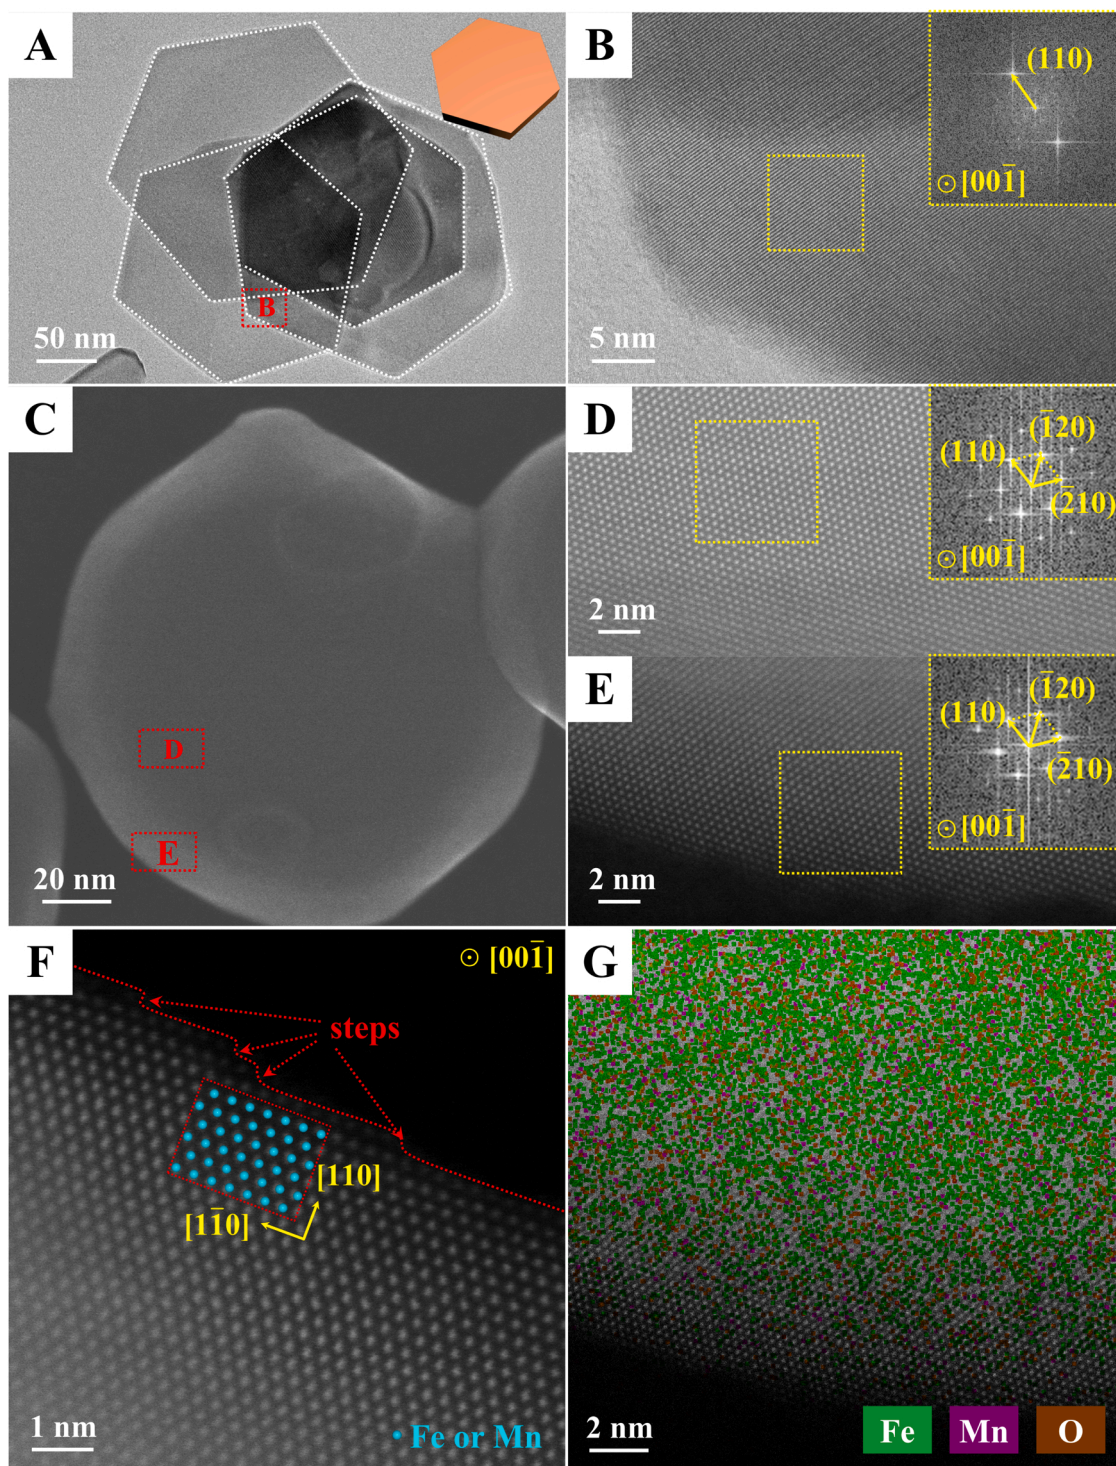 A
B
50 nm
B
(110)
⊙ [001̅]
5 nm
C
D
E
20 nm
D
(110)
(1̅20)
(2̅10)
⊙ [001̅]
2 nm
E
(110)
(1̅20)
(2̅10)
⊙ [001̅]
2 nm
F
⊙ [001̅]
steps
[110]
[11̅0]
1 nm
Fe or Mn
G
2 nm
Fe
Mn
O